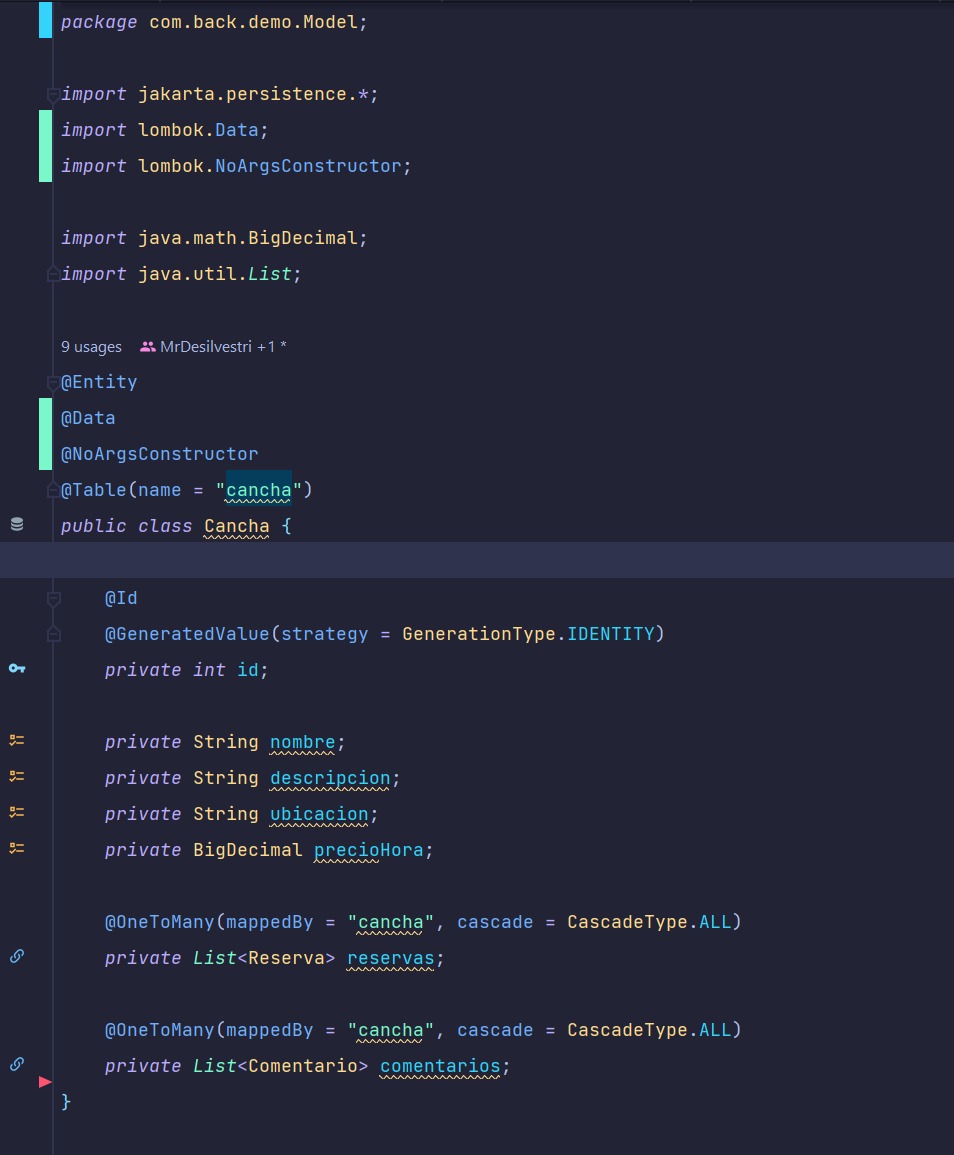 package com.back.demo.Model;
import jakarta.persistence.*;
import lombok.Data;
import lombok.NoArgsConstructor;
import java.math.BigDecimal;
import java.util.List;
9 usages MrDesilvestri +1 *
@Entity
@Data
@NoArgsConstructor
@Table(name = "cancha")
public class Cancha {
@Id
@GeneratedValue(strategy = GenerationType.IDENTITY)
private int id;
private String nombre;
private String descripcion;
private String ubicacion;
private BigDecimal precioHora;
@OneToMany(mappedBy = "cancha", cascade = CascadeType.ALL)
private List<Reserva> reservas;
@OneToMany(mappedBy = "cancha", cascade = CascadeType.ALL)
private List<Comentario> comentarios;
}